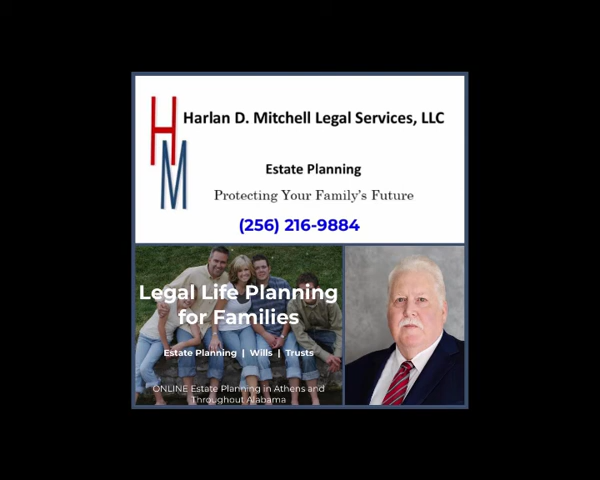 HM
Harlan D. Mitchell Legal Services, LLC
Estate Planning
Protecting Your Family's Future
(256) 216-9884
Legal Life Planning
for Families
Estate Planning | Wills | Trusts
ONLINE Estate Planning in Athens and
Throughout Alabama